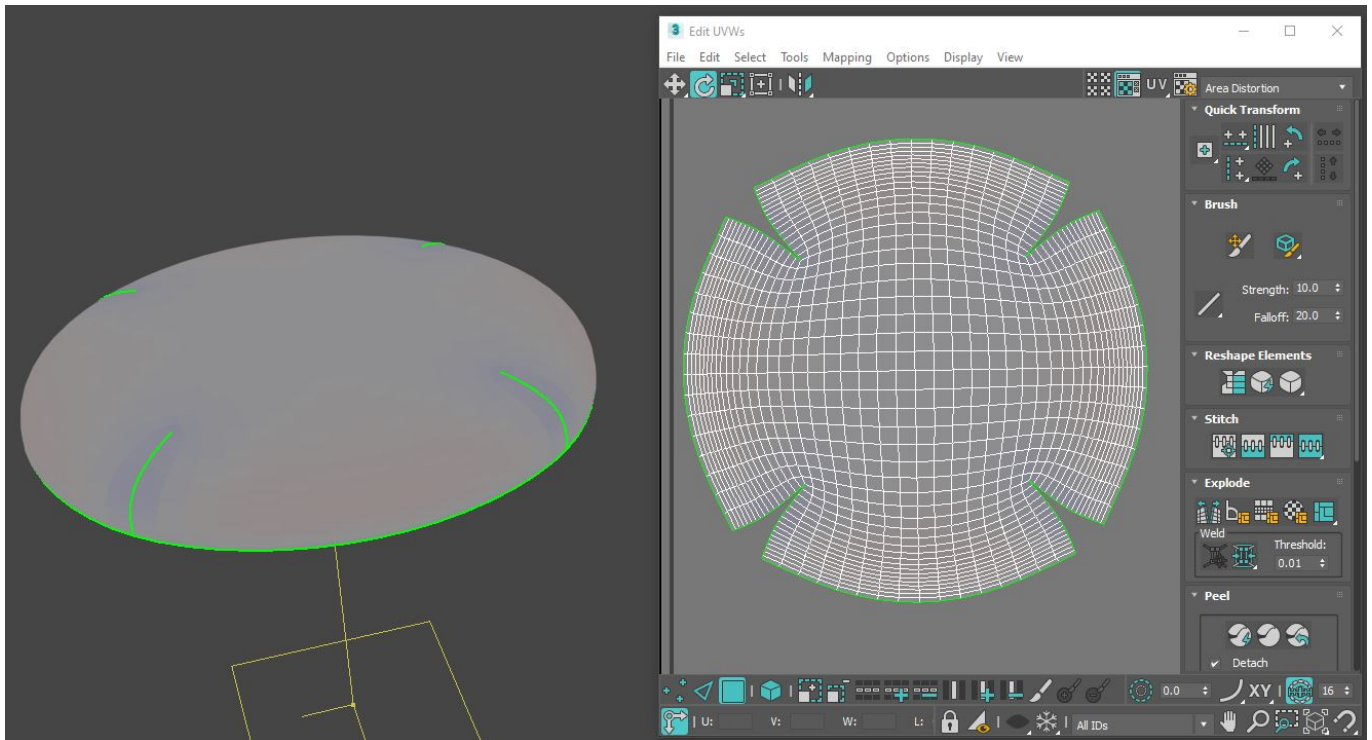 3 Edit UVWs
File Edit Select Tools Mapping Options Display View
UV Area Distortion
Quick Transform
Brush
Strength: 10.0
Falloff: 20.0
Reshape Elements
Stitch
Explode
Weld
Threshold:
0.01
Peel
Detach
0.0 XY 16
U: V: W: L: All IDs